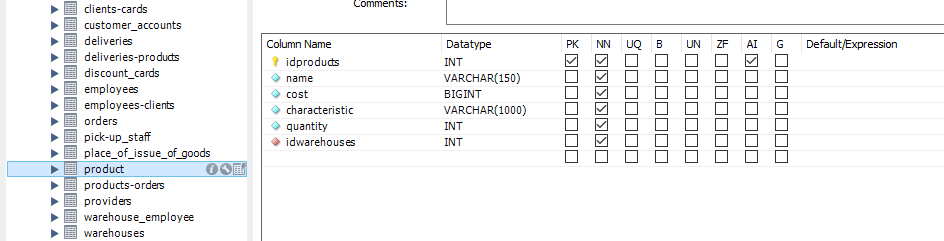 Comments:
clients-cards
customer_accounts
deliveries
deliveries-products
discount_cards
employees
employees-clients
orders
pick-up_staff
place_of_issue_of_goods
product
products-orders
providers
warehouse_employee
warehouses
Column Name Datatype PK NN UQ B UN ZF AI G Default/Expression
idproducts INT
name VARCHAR(150)
cost BIGINT
characteristic VARCHAR(1000)
quantity INT
idwarehouses INT